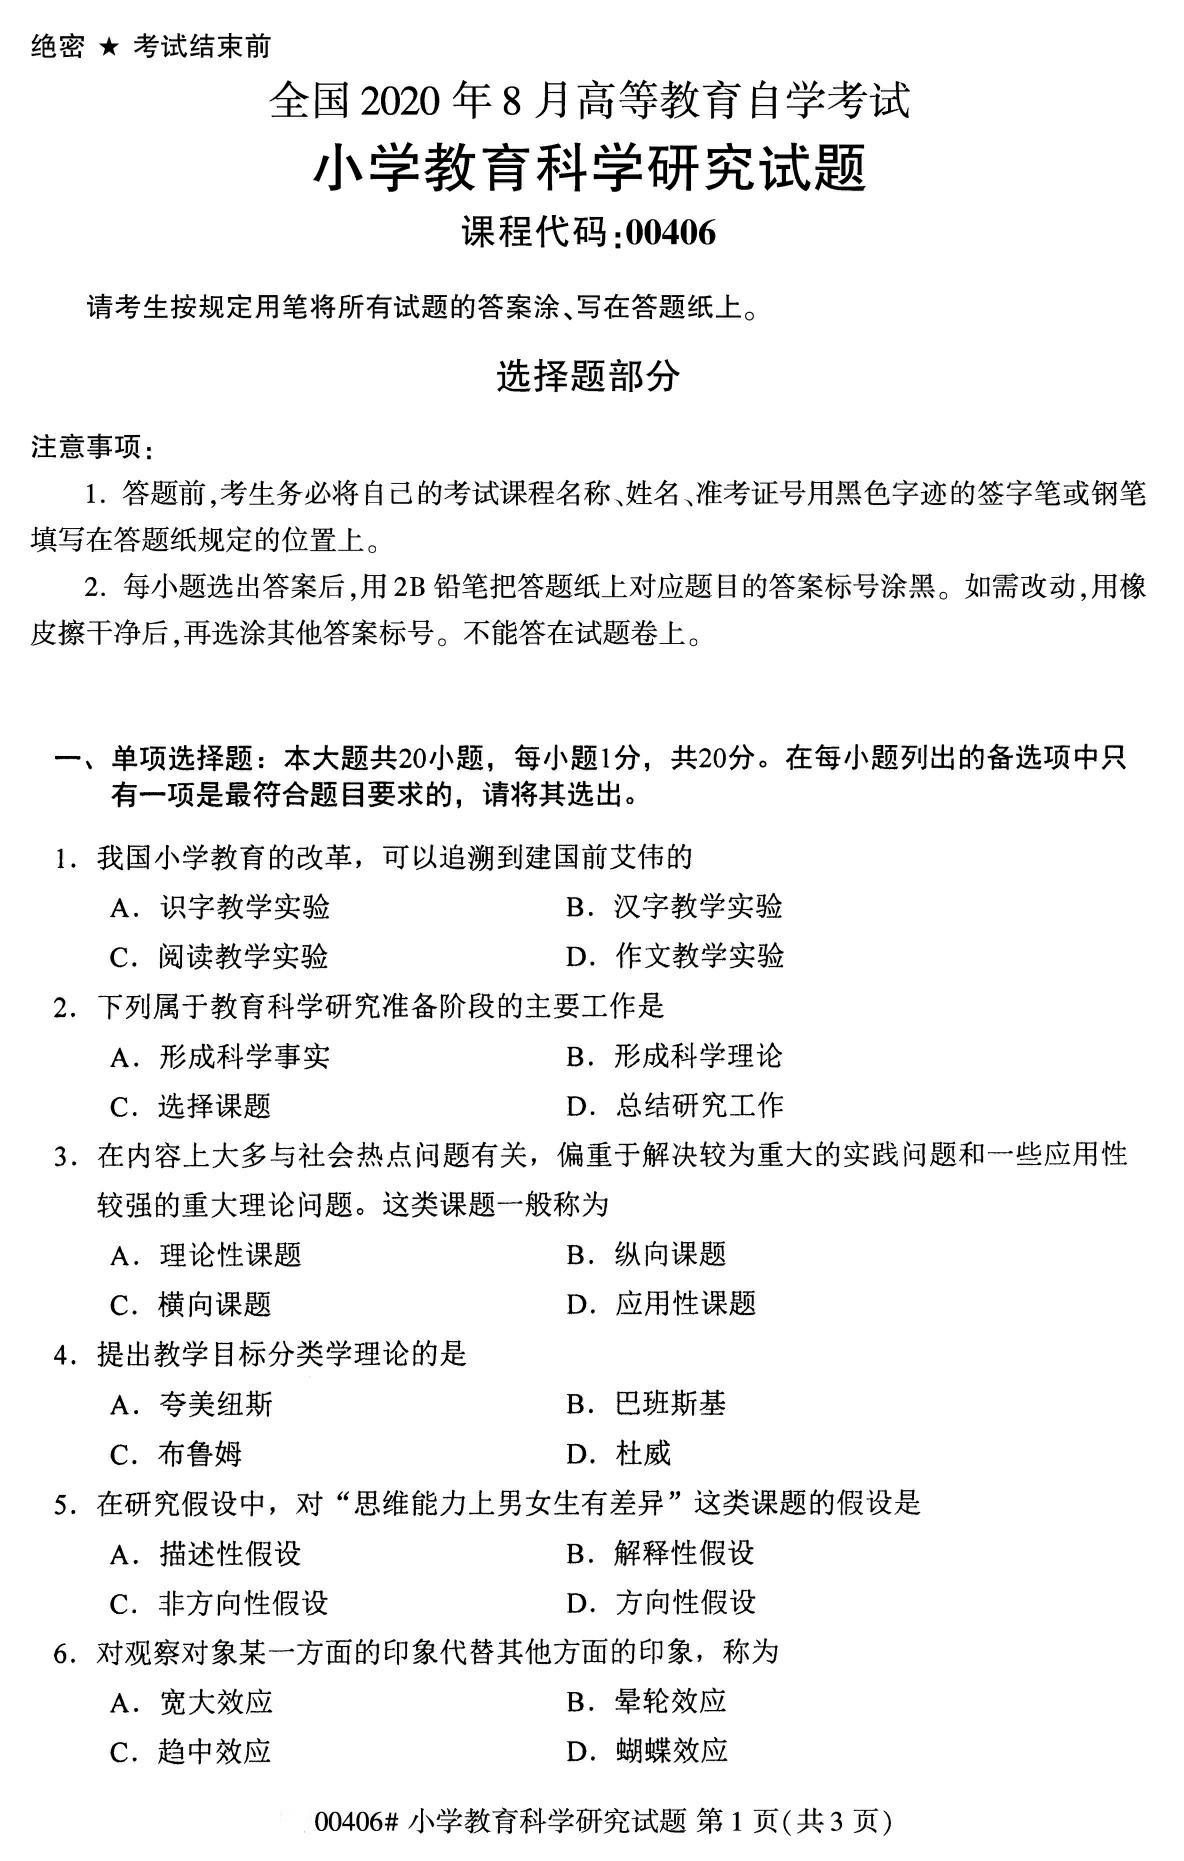 绝密 ★ 考试结束前
全国 2020 年 8 月高等教育自学考试
小学教育科学研究试题
课程代码:00406
请考生按规定用笔将所有试题的答案涂、写在答题纸上。
选择题部分
注意事项:
1. 答题前,考生务必将自己的考试课程名称、姓名、准考证号用黑色字迹的签字笔或钢笔
填写在答题纸规定的位置上。
2. 每小题选出答案后,用 2B 铅笔把答题纸上对应题目的答案标号涂黑。如需改动,用橡
皮擦干净后,再选涂其他答案标号。不能答在试题卷上。
一、单项选择题：本大题共20小题，每小题1分，共20分。在每小题列出的备选项中只
有一项是最符合题目要求的，请将其选出。
1. 我国小学教育的改革，可以追溯到建国前艾伟的
A. 识字教学实验 B. 汉字教学实验
C. 阅读教学实验 D. 作文教学实验
2. 下列属于教育科学研究准备阶段的主要工作是
A. 形成科学事实 B. 形成科学理论
C. 选择课题 D. 总结研究工作
3. 在内容上大多与社会热点问题有关，偏重于解决较为重大的实践问题和一些应用性
较强的重大理论问题。这类课题一般称为
A. 理论性课题 B. 纵向课题
C. 横向课题 D. 应用性课题
4. 提出教学目标分类学理论的是
A. 夸美纽斯 B. 巴班斯基
C. 布鲁姆 D. 杜威
5. 在研究假设中，对“思维能力上男女生有差异”这类课题的假设是
A. 描述性假设 B. 解释性假设
C. 非方向性假设 D. 方向性假设
6. 对观察对象某一方面的印象代替其他方面的印象，称为
A. 宽大效应 B. 晕轮效应
C. 趋中效应 D. 蝴蝶效应
00406# 小学教育科学研究试题 第 1 页(共 3 页)